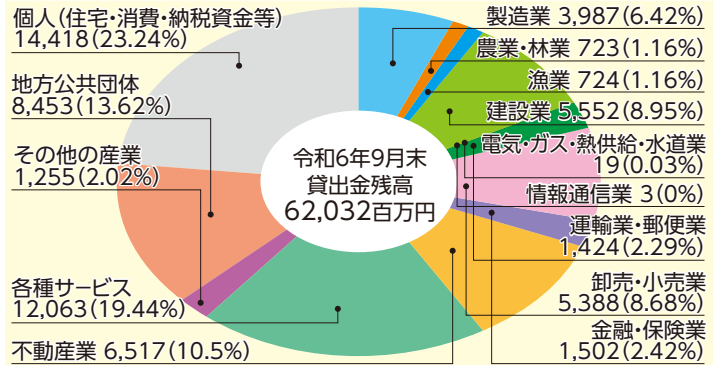 個人(住宅・消費・納税資金等)
14,418(23.24%)
地方公共団体
8,453(13.62%)
その他の産業
1,255(2.02%)
各種サービス
12,063(19.44%)
不動産業 6,517(10.5%)
令和6年9月末
貸出金残高
62,032百万円
製造業 3,987(6.42%)
農業・林業 723(1.16%)
漁業 724(1.16%)
建設業 5,552(8.95%)
電気・ガス・熱供給・水道業
19(0.03%)
情報通信業 3(0%)
運輸業・郵便業
1,424(2.29%)
卸売・小売業
5,388(8.68%)
金融・保険業
1,502(2.42%)